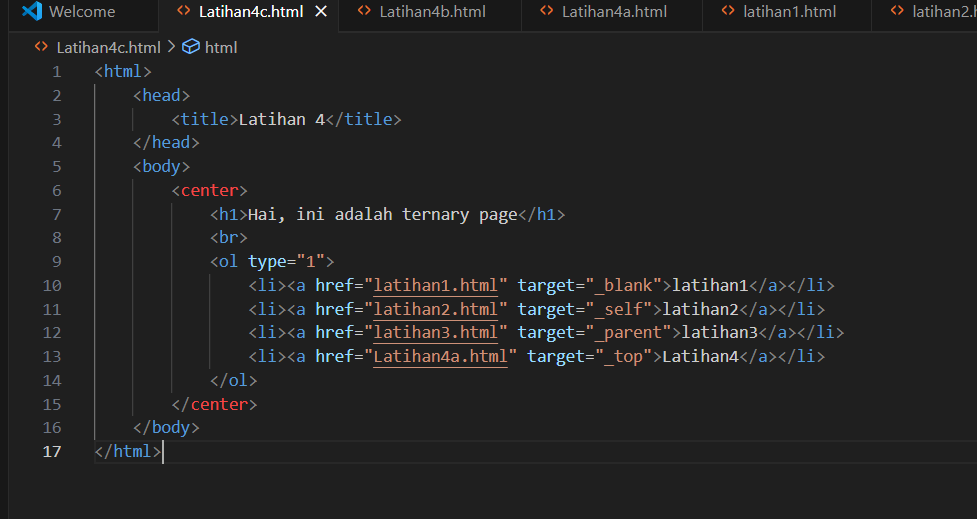 Welcome Latihan4c.html Latihan4b.html Latihan4a.html latihan1.html latihan2.h
Latihan4c.html > html
1 <html>
2 <head>
3 <title>Latihan 4</title>
4 </head>
5 <body>
6 <center>
7 <h1>Hai, ini adalah ternary page</h1>
8 <br>
9 <ol type="1">
10 <li><a href="latihan1.html" target="_blank">latihan1</a></li>
11 <li><a href="latihan2.html" target="_self">latihan2</a></li>
12 <li><a href="latihan3.html" target="_parent">latihan3</a></li>
13 <li><a href="Latihan4a.html" target="_top">Latihan4</a></li>
14 </ol>
15 </center>
16 </body>
17 </html>